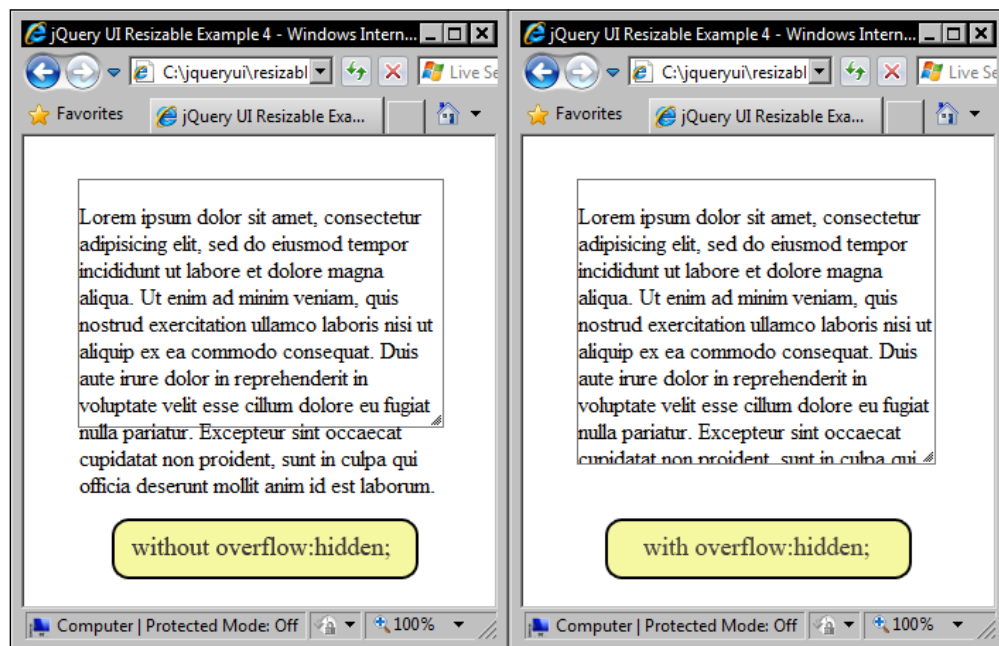 jQuery UI Resizable Example 4 - Windows Intern...
C:\jqueryui\resizabl
Live Se
Favorites
jQuery UI Resizable Exa...
Lorem ipsum dolor sit amet, consectetur
adipisicing elit, sed do eiusmod tempor
incididunt ut labore et dolore magna
aliqua. Ut enim ad minim veniam, quis
nostrud exercitation ullamco laboris nisi ut
aliquip ex ea commodo consequat. Duis
aute irure dolor in reprehenderit in
voluptate velit esse cillum dolore eu fugiat
nulla pariatur. Excepteur sint occaecat
cupidatat non proident, sunt in culpa qui
officia deserunt mollit anim id est laborum.
without overflow:hidden;
Computer | Protected Mode: Off
100%
jQuery UI Resizable Example 4 - Windows Intern...
C:\jqueryui\resizabl
Live Se
Favorites
jQuery UI Resizable Exa...
Lorem ipsum dolor sit amet, consectetur
adipisicing elit, sed do eiusmod tempor
incididunt ut labore et dolore magna
aliqua. Ut enim ad minim veniam, quis
nostrud exercitation ullamco laboris nisi ut
aliquip ex ea commodo consequat. Duis
aute irure dolor in reprehenderit in
voluptate velit esse cillum dolore eu fugiat
nulla pariatur. Excepteur sint occaecat
cupidatat non proident, sunt in culpa qui
with overflow:hidden;
Computer | Protected Mode: Off
100%